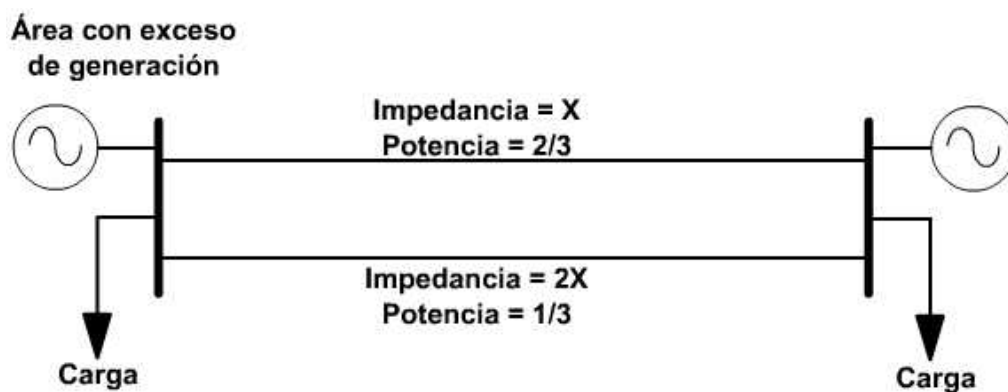 Área con exceso
de generación
Impedancia = X
Potencia = 2/3
Impedancia = 2X
Potencia = 1/3
Carga
Carga